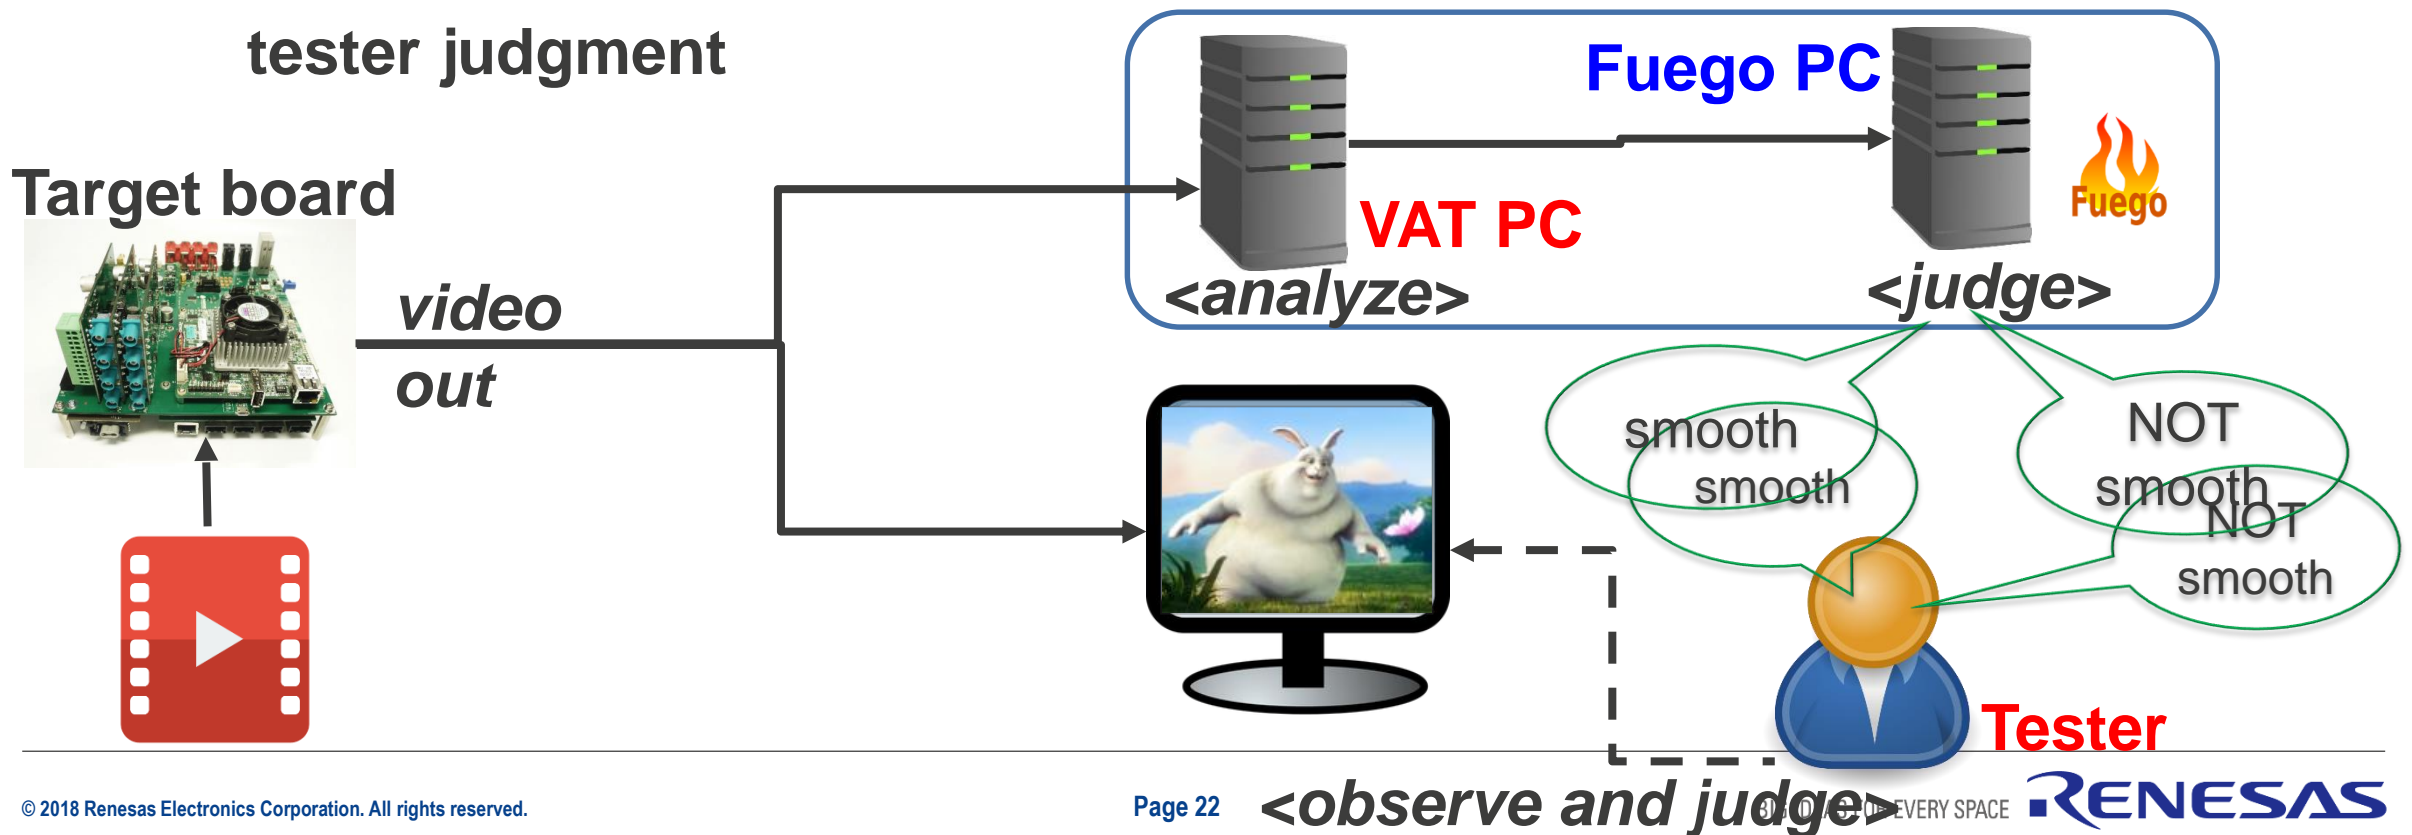 tester judgment
Fuego PC
Target board
Fuego
VAT PC
<analyze>
<judge>
video
out
smooth
smooth
NOT
smooth
NOT
smooth
Tester
<observe and judge>
© 2018 Renesas Electronics Corporation. All rights reserved.
Page 22
EVERY SPACE
RENESAS